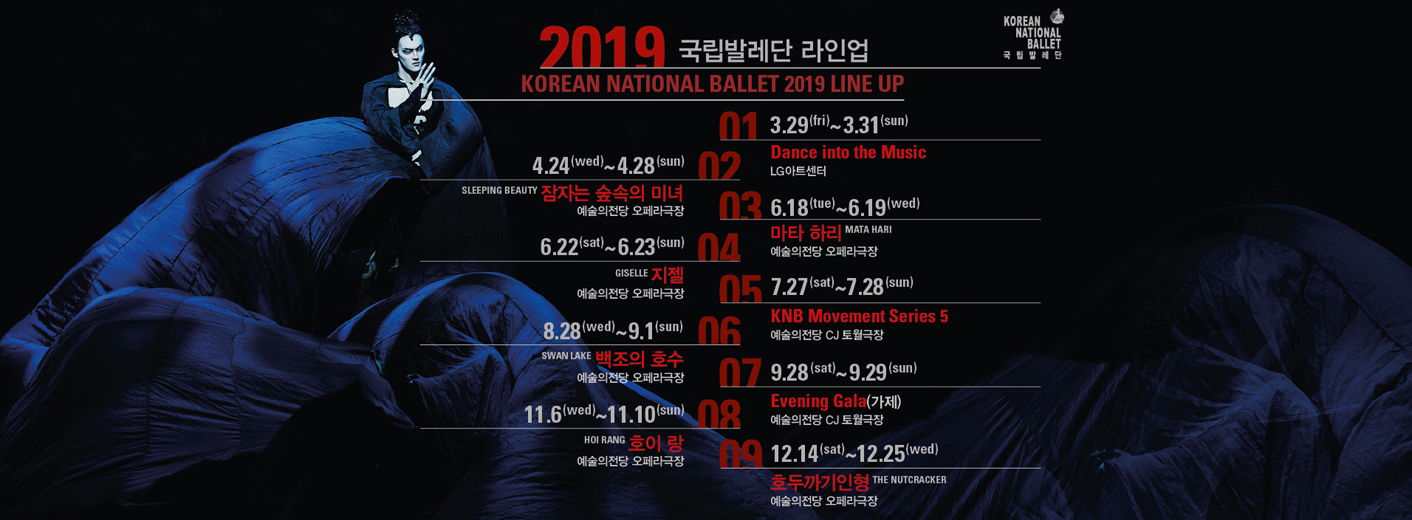 2019 국립발레단 라인업
KOREAN NATIONAL BALLET 2019 LINE UP
KOREAN
NATIONAL
BALLET
국립발레단
01 3.29(fri)~3.31(sun)
Dance into the Music
LG아트센터
4.24(wed)~4.28(sun) 02
SLEEPING BEAUTY 잠자는 숲속의 미녀
예술의전당 오페라극장
03 6.18(tue)~6.19(wed)
마타 하리 MATA HARI
예술의전당 오페라극장
6.22(sat)~6.23(sun) 04
GISELLE 지젤
예술의전당 오페라극장
05 7.27(sat)~7.28(sun)
KNB Movement Series 5
예술의전당 CJ 토월극장
8.28(wed)~9.1(sun) 06
SWAN LAKE 백조의 호수
예술의전당 오페라극장
07 9.28(sat)~9.29(sun)
Evening Gala(가제)
예술의전당 CJ 토월극장
11.6(wed)~11.10(sun) 08
HOI RANG 호이 랑
예술의전당 오페라극장
09 12.14(sat)~12.25(wed)
호두까기인형 THE NUTCRACKER
예술의전당 오페라극장